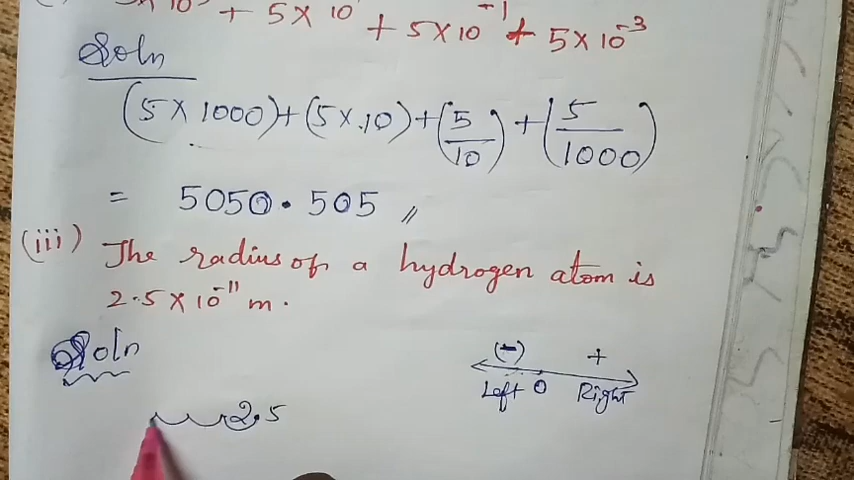 × 10 + 5 × 10 + 5 × 10⁻¹ + 5 × 10⁻³
Soln
(5 × 1000) + (5 × 10) + (5/10) + (5/1000)
= 5050.505 //
(iii) The radius of a hydrogen atom is
2.5 × 10⁻¹¹ m.
Soln
(-) +
Left 0 Right
2.5